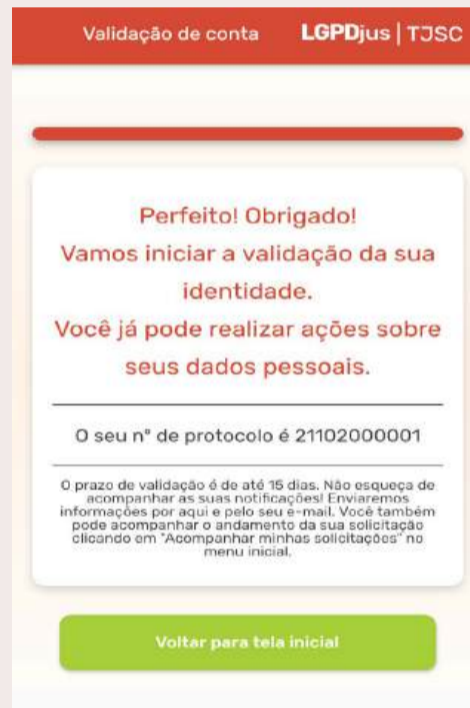 Validação de conta LGPDjus | TJSC
Perfeito! Obrigado!
Vamos iniciar a validação da sua
identidade.
Você já pode realizar ações sobre
seus dados pessoais.
O seu n° de protocolo é 21102000001
O prazo de validação é de até 15 dias. Não esqueça de
acompanhar as suas notificações! Enviaremos
informações por aqui e pelo seu e-mail. Você também
pode acompanhar o andamento da sua solicitação
clicando em "Acompanhar minhas solicitações" no
menu inicial.
Voltar para tela inicial